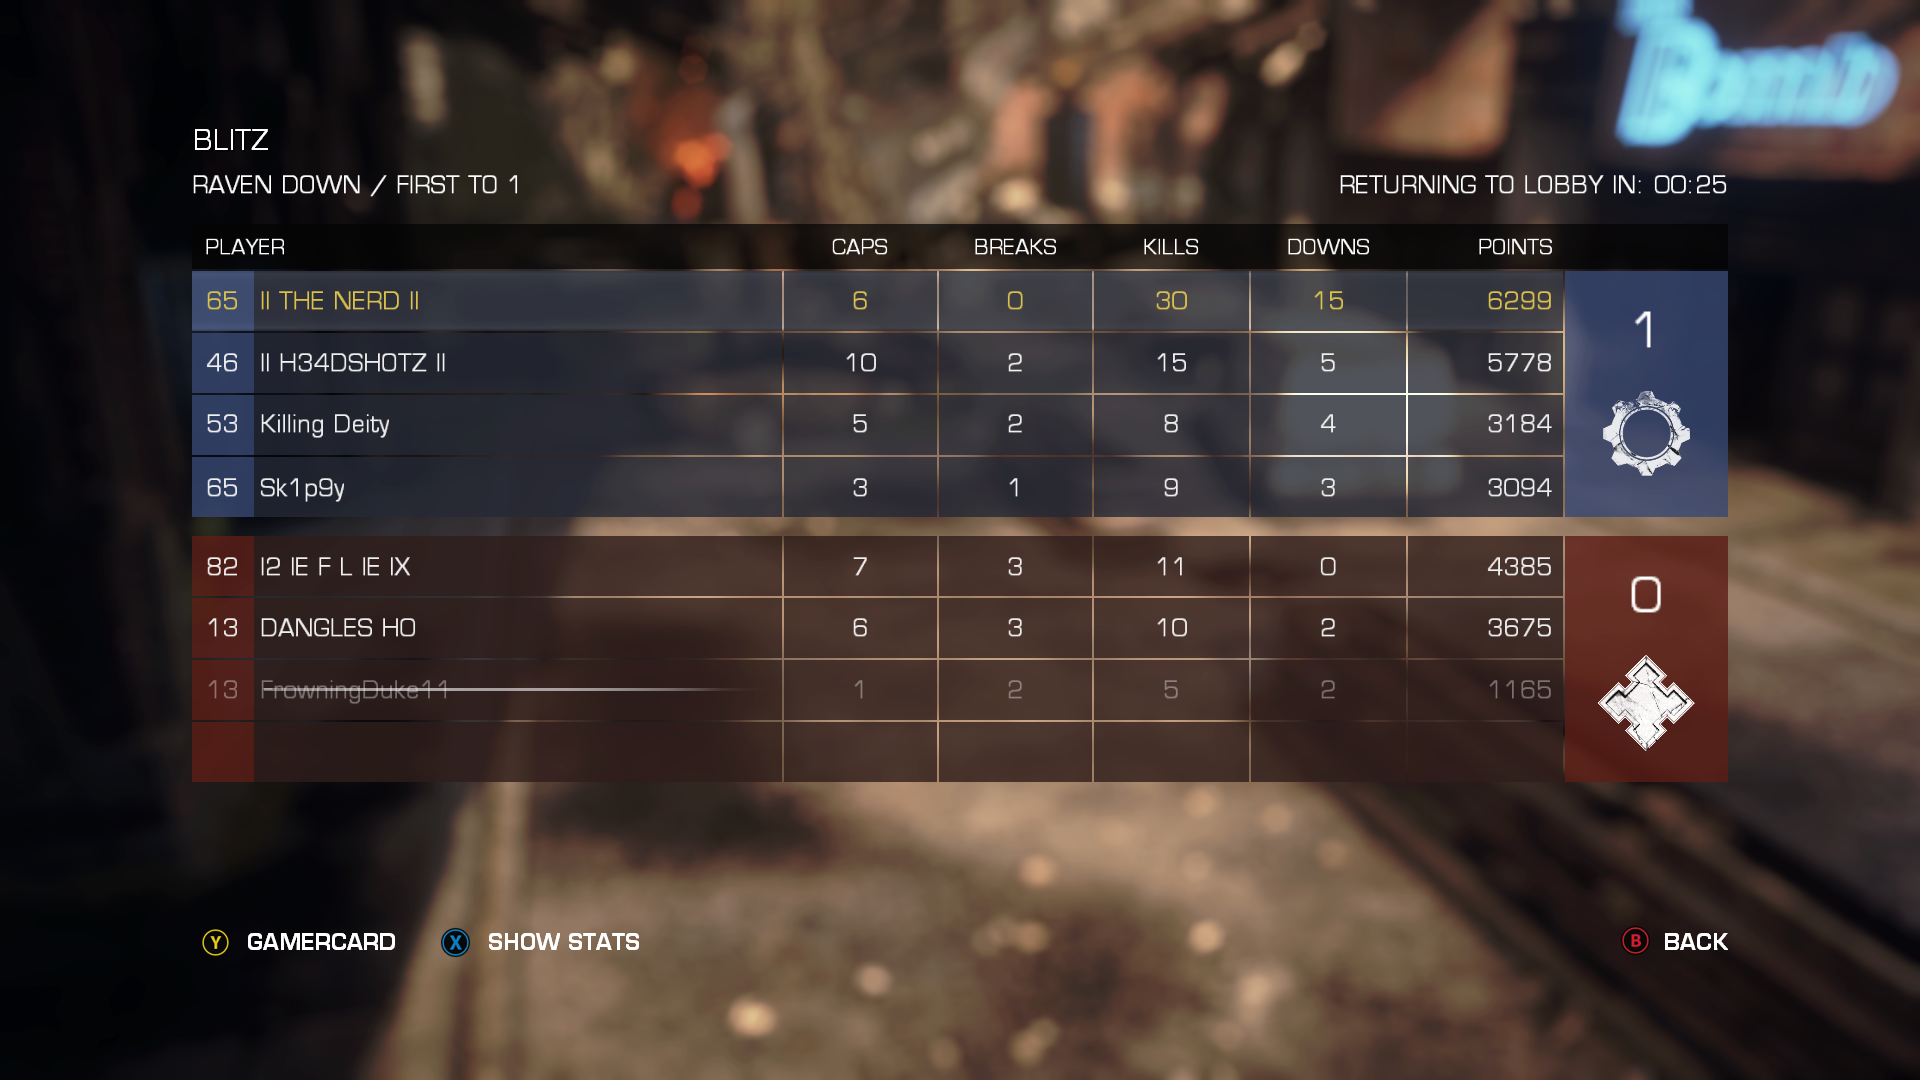 BLITZ
RAVEN DOWN / FIRST TO 1
RETURNING TO LOBBY IN: 00:25
PLAYER CAPS BREAKS KILLS DOWNS POINTS
65 II THE NERD II 6 0 30 15 6299
1
46 II H34DSHOTZ II 10 2 15 5 5778
53 Killing Deity 5 2 8 4 3184
65 Sk1p9y 3 1 9 3 3094
82 I2 IE F L IE IX 7 3 11 0 4385
0
13 DANGLES HO 6 3 10 2 3675
13 FrowningDuke11 1 2 5 2 1165
Y GAMERCARD X SHOW STATS B BACK